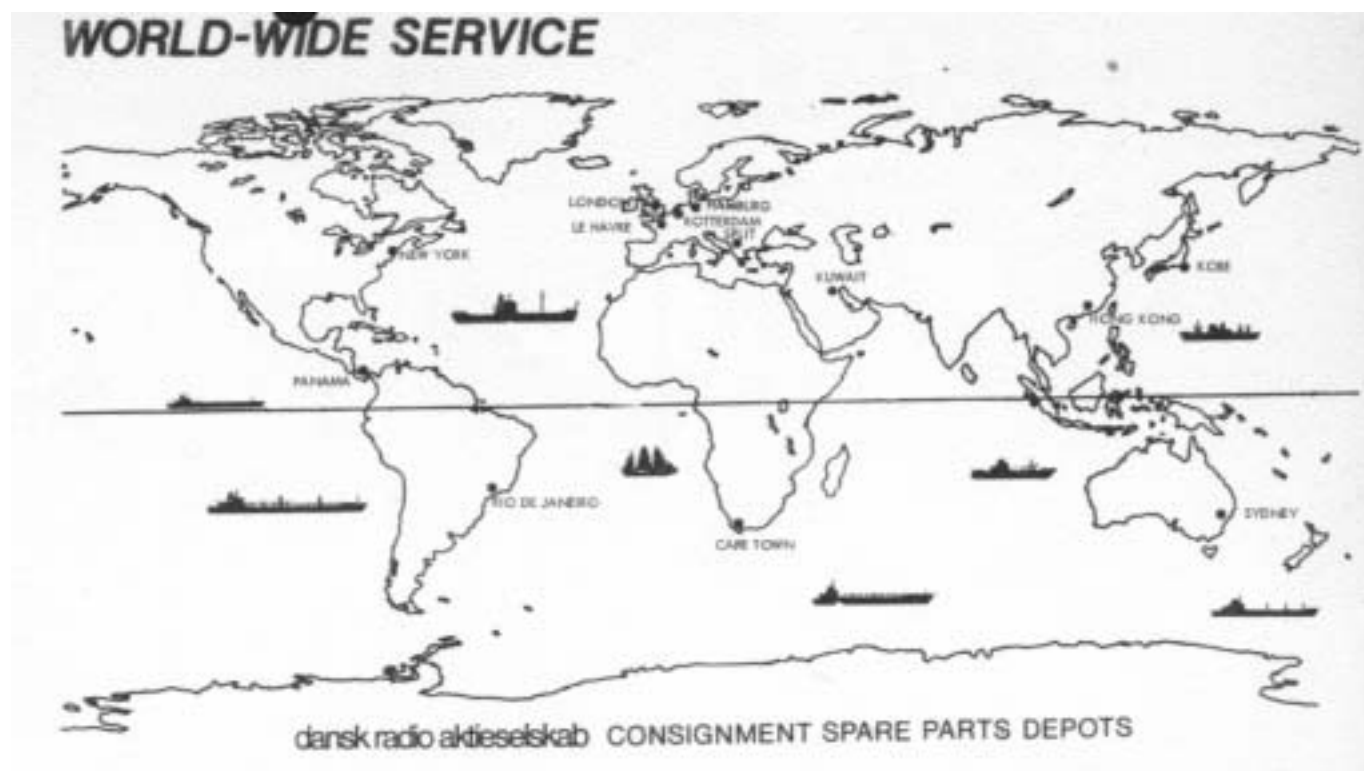 WORLD-WIDE SERVICE
LONDON
HAMBURG
ROTTERDAM
LE HAVRE
SPLIT
NEW YORK
KUWAIT
KOBE
HONG KONG
PANAMA
RIO DE JANEIRO
SYDNEY
CAPE TOWN
dansk radio aktieselskab CONSIGNMENT SPARE PARTS DEPOTS